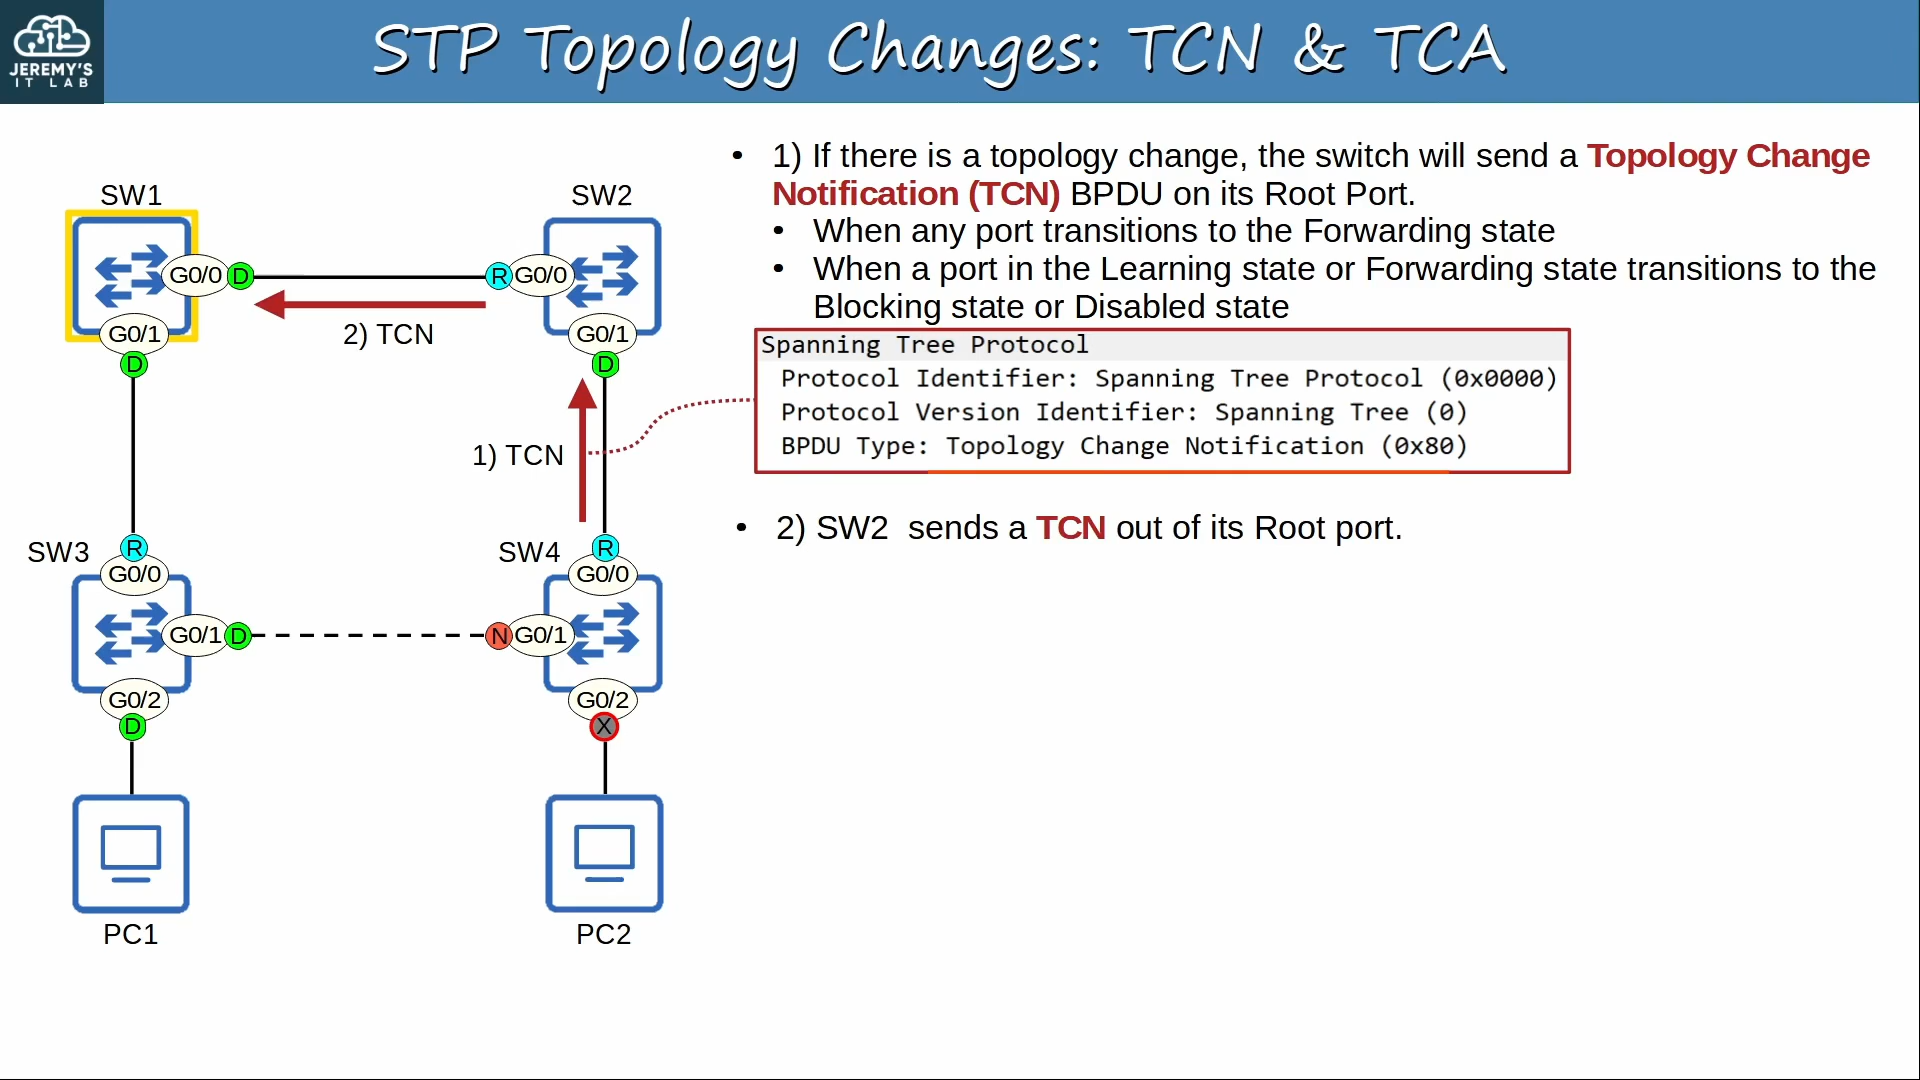 JEREMY'S
IT LAB
STP Topology Changes: TCN & TCA
SW1
SW2
G0/0 D
R G0/0
2) TCN
G0/1
D
G0/1
D
1) TCN
SW3
R
G0/0
SW4
R
G0/0
G0/1 D
N G0/1
G0/2
D
G0/2
X
PC1
PC2
• 1) If there is a topology change, the switch will send a Topology Change
Notification (TCN) BPDU on its Root Port.
• When any port transitions to the Forwarding state
• When a port in the Learning state or Forwarding state transitions to the
Blocking state or Disabled state
Spanning Tree Protocol
Protocol Identifier: Spanning Tree Protocol (0x0000)
Protocol Version Identifier: Spanning Tree (0)
BPDU Type: Topology Change Notification (0x80)
• 2) SW2 sends a TCN out of its Root port.